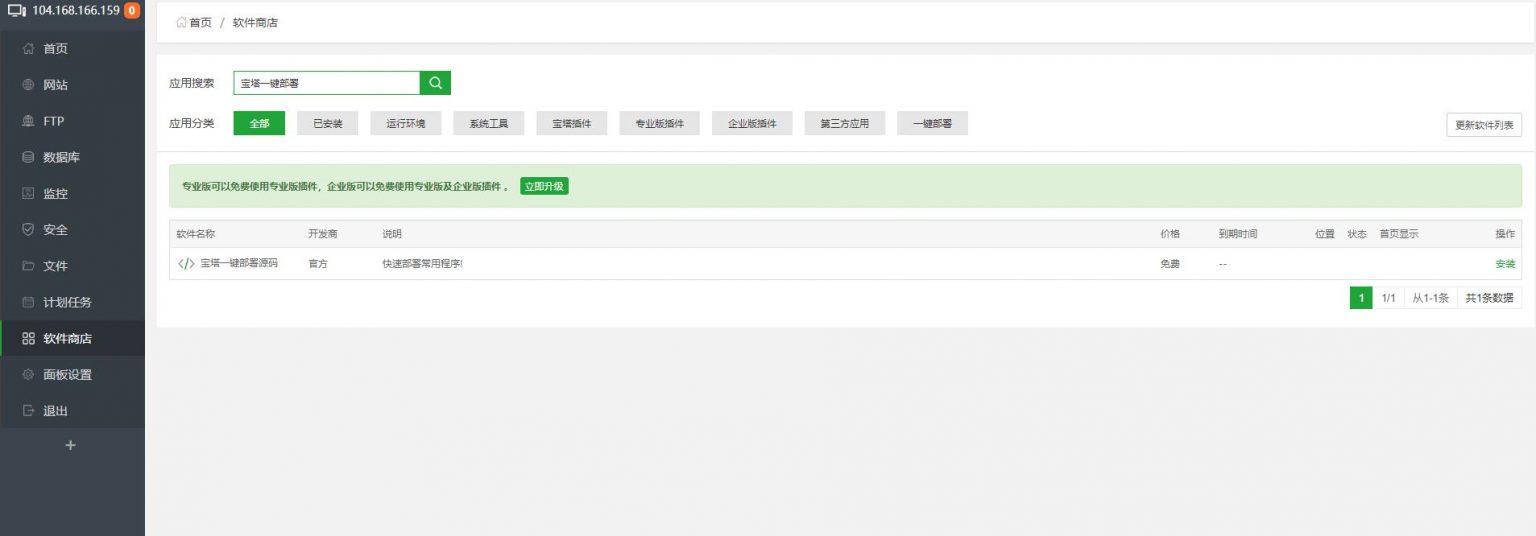 104.168.166.159 0
首页
网站
FTP
数据库
监控
安全
文件
计划任务
软件商店
面板设置
退出
+
首页 / 软件商店
应用搜索 宝塔一键部署
应用分类 全部 已安装 运行环境 系统工具 宝塔插件 专业版插件 企业版插件 第三方应用 一键部署 更新软件列表
专业版可以免费使用专业版插件，企业版可以免费使用专业版及企业版插件 。 立即升级
软件名称 开发商 说明 价格 到期时间 位置 状态 首页显示 操作
宝塔一键部署源码 官方 快速部署常用程序! 免费 -- 安装
1 1/1 从1-1条 共1条数据